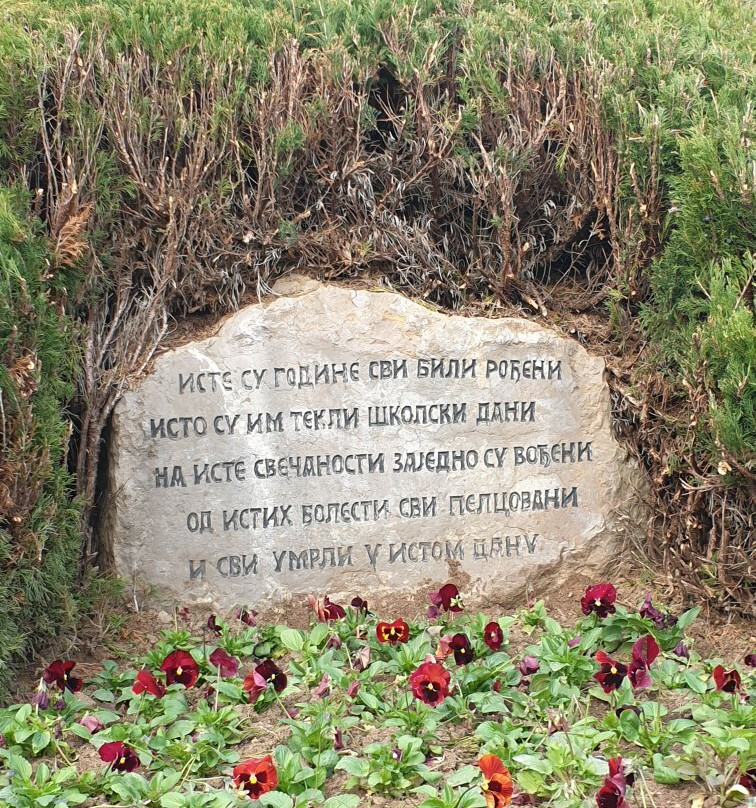 ИСТЕ СУ ГОДИНЕ СВИ БИЛИ РОЂЕНИ
ИСТО СУ ИМ ТЕКЛИ ШКОЛСКИ ДАНИ
НА ИСТЕ СВЕЧАНОСТИ ЗАЈЕДНО СУ ВОЂЕНИ
ОД ИСТИХ БОЛЕСТИ СВИ ПЕЛЦОВАНИ
И СВИ УМРЛИ У ИСТОМ ДАНУ